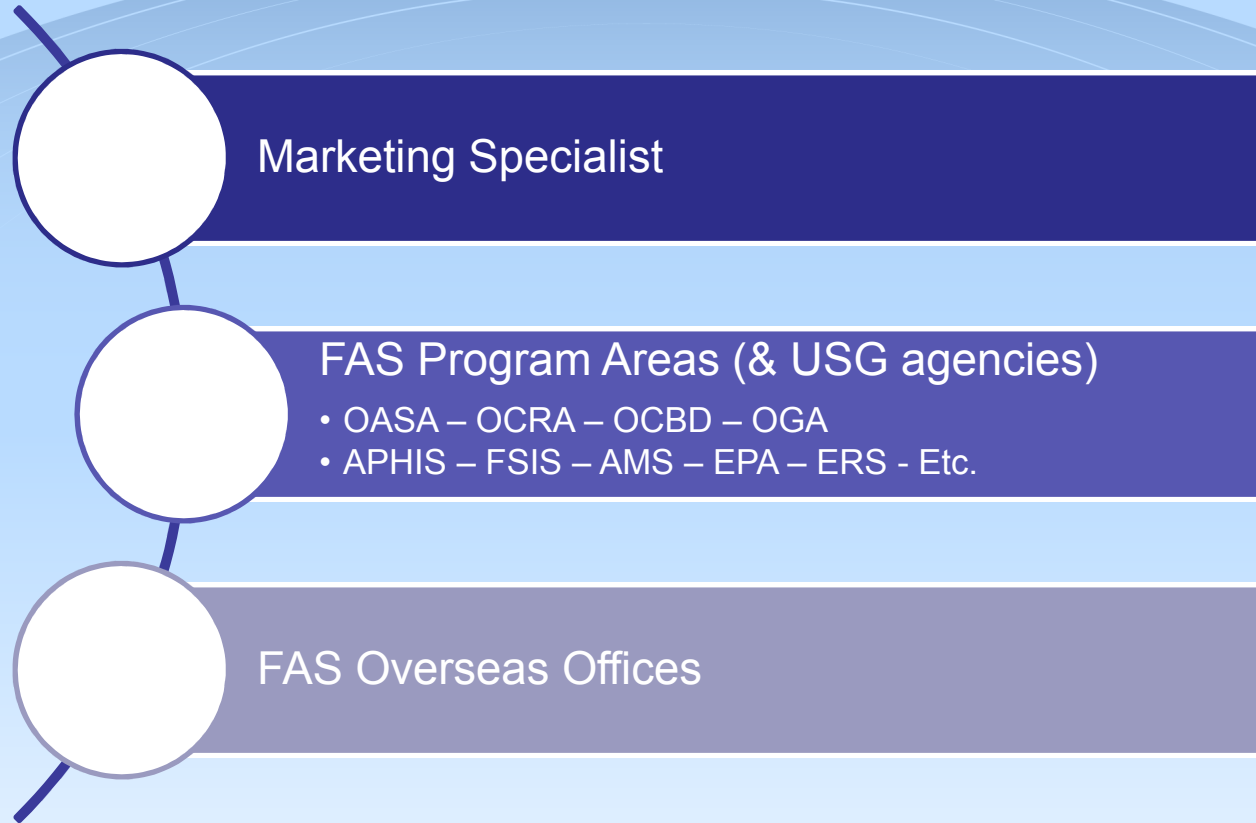 Marketing Specialist
FAS Program Areas (& USG agencies)
• OASA – OCRA – OCBD – OGA
• APHIS – FSIS – AMS – EPA – ERS - Etc.
FAS Overseas Offices